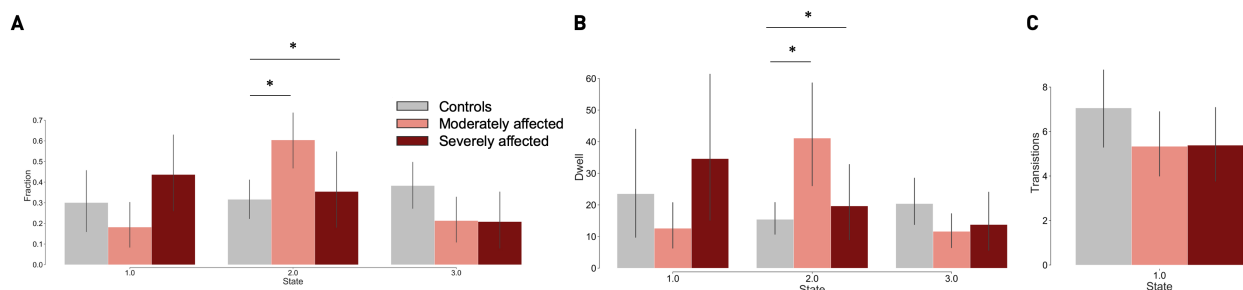 A
*
*
Controls
Moderately affected
Severely affected
0.7
0.6
0.5
0.4
0.3
0.2
0.1
0.0
Fraction
1.0
2.0
3.0
State
B
*
*
60
50
40
30
20
10
0
Dwell
1.0
2.0
3.0
State
C
8
6
4
2
0
Transistions
1.0
State